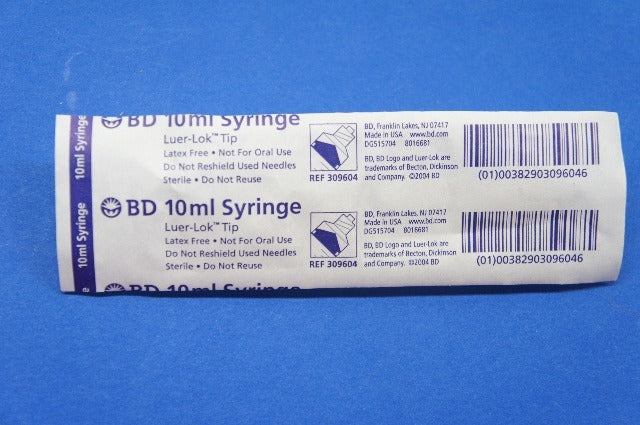 10ml Syringe
BD 10ml Syringe
Luer-Lok™ Tip
Latex Free • Not For Oral Use
Do Not Reshield Used Needles
Sterile • Do Not Reuse
REF 309604
BD, Franklin Lakes, NJ 07417
Made in USA www.bd.com
DG515704 8016681
BD, BD Logo and Luer-Lok are
trademarks of Becton, Dickinson
and Company. ©2004 BD
(01)00382903096046
10ml Syringe
BD 10ml Syringe
Luer-Lok™ Tip
Latex Free • Not For Oral Use
Do Not Reshield Used Needles
Sterile • Do Not Reuse
REF 309604
BD, Franklin Lakes, NJ 07417
Made in USA www.bd.com
DG515704 8016681
BD, BD Logo and Luer-Lok are
trademarks of Becton, Dickinson
and Company. ©2004 BD
(01)00382903096046
BD 10ml Syringe